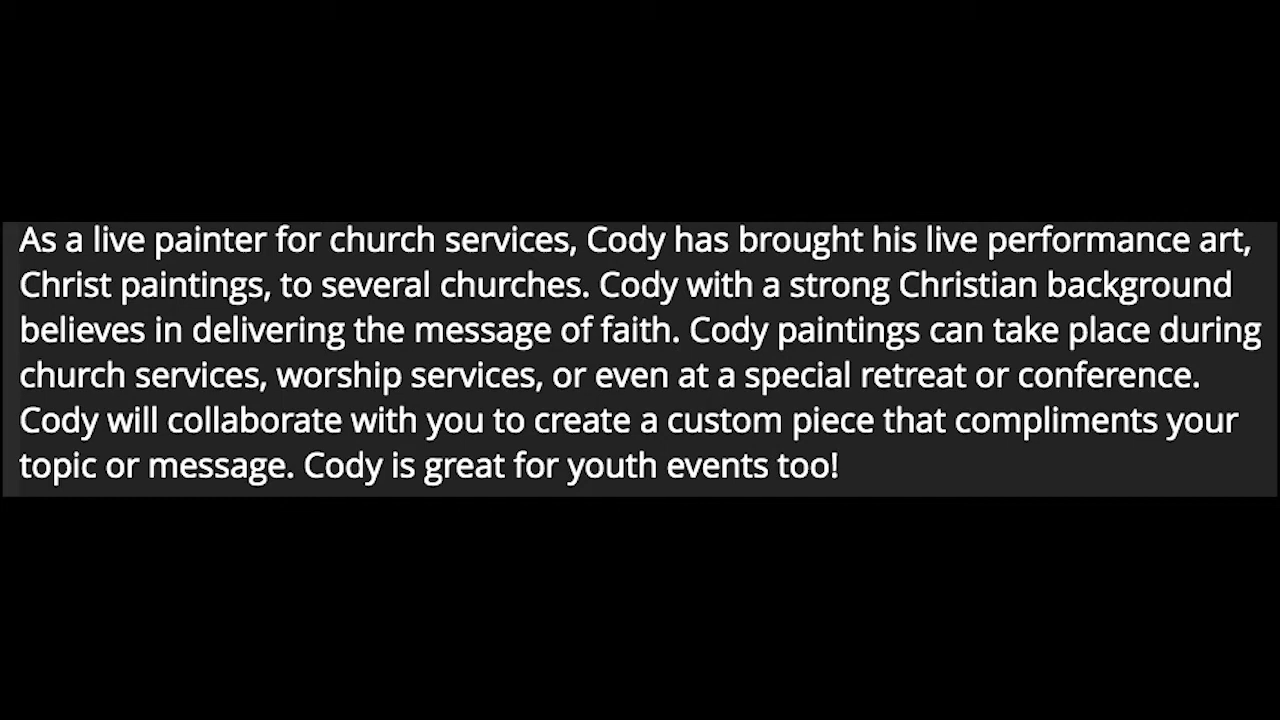 As a live painter for church services, Cody has brought his live performance art,
Christ paintings, to several churches. Cody with a strong Christian background
believes in delivering the message of faith. Cody paintings can take place during
church services, worship services, or even at a special retreat or conference.
Cody will collaborate with you to create a custom piece that compliments your
topic or message. Cody is great for youth events too!